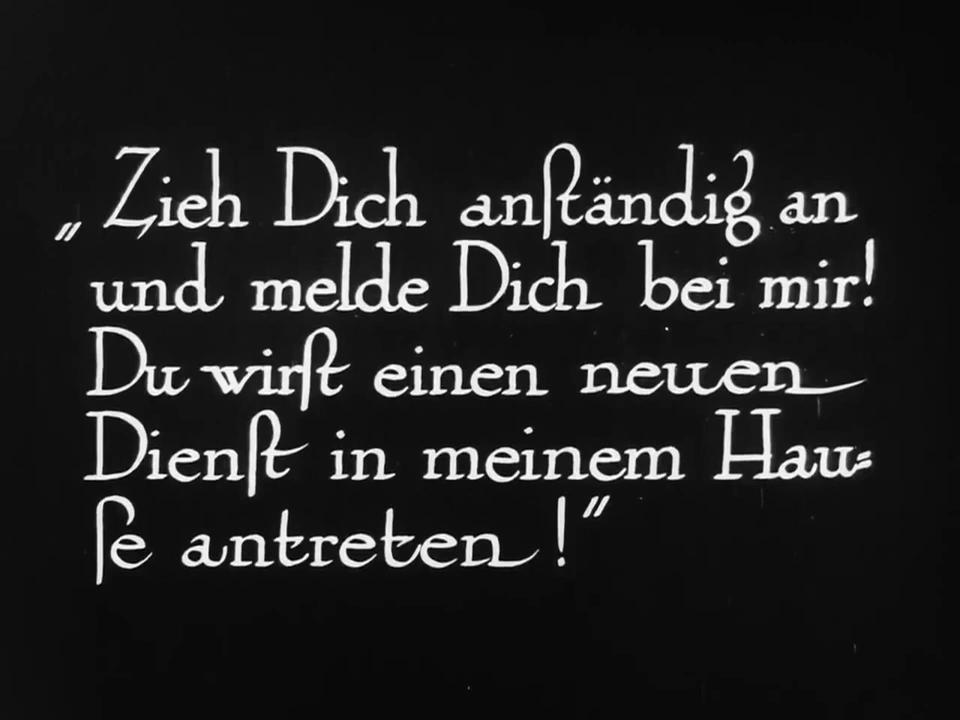 „Zieh Dich anſtändig an
und melde Dich bei mir!
Du wirſt einen neuen
Dienſt in meinem Hau⸗
ſe antreten!"